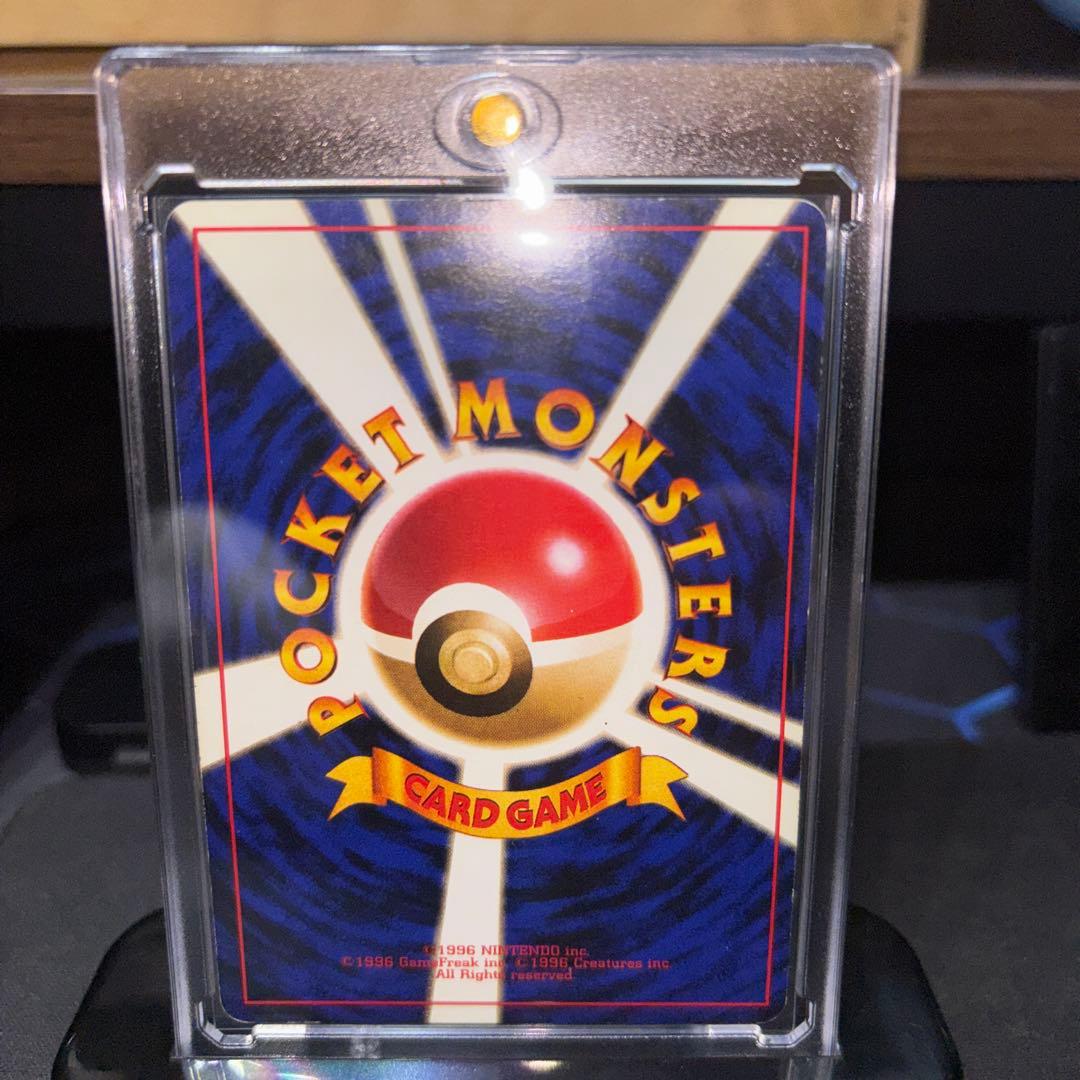 POCKET MONSTERS
CARD GAME
©1996 NINTENDO inc.
©1996 GameFreak inc. ©1996 Creatures inc.
All Rights reserved.